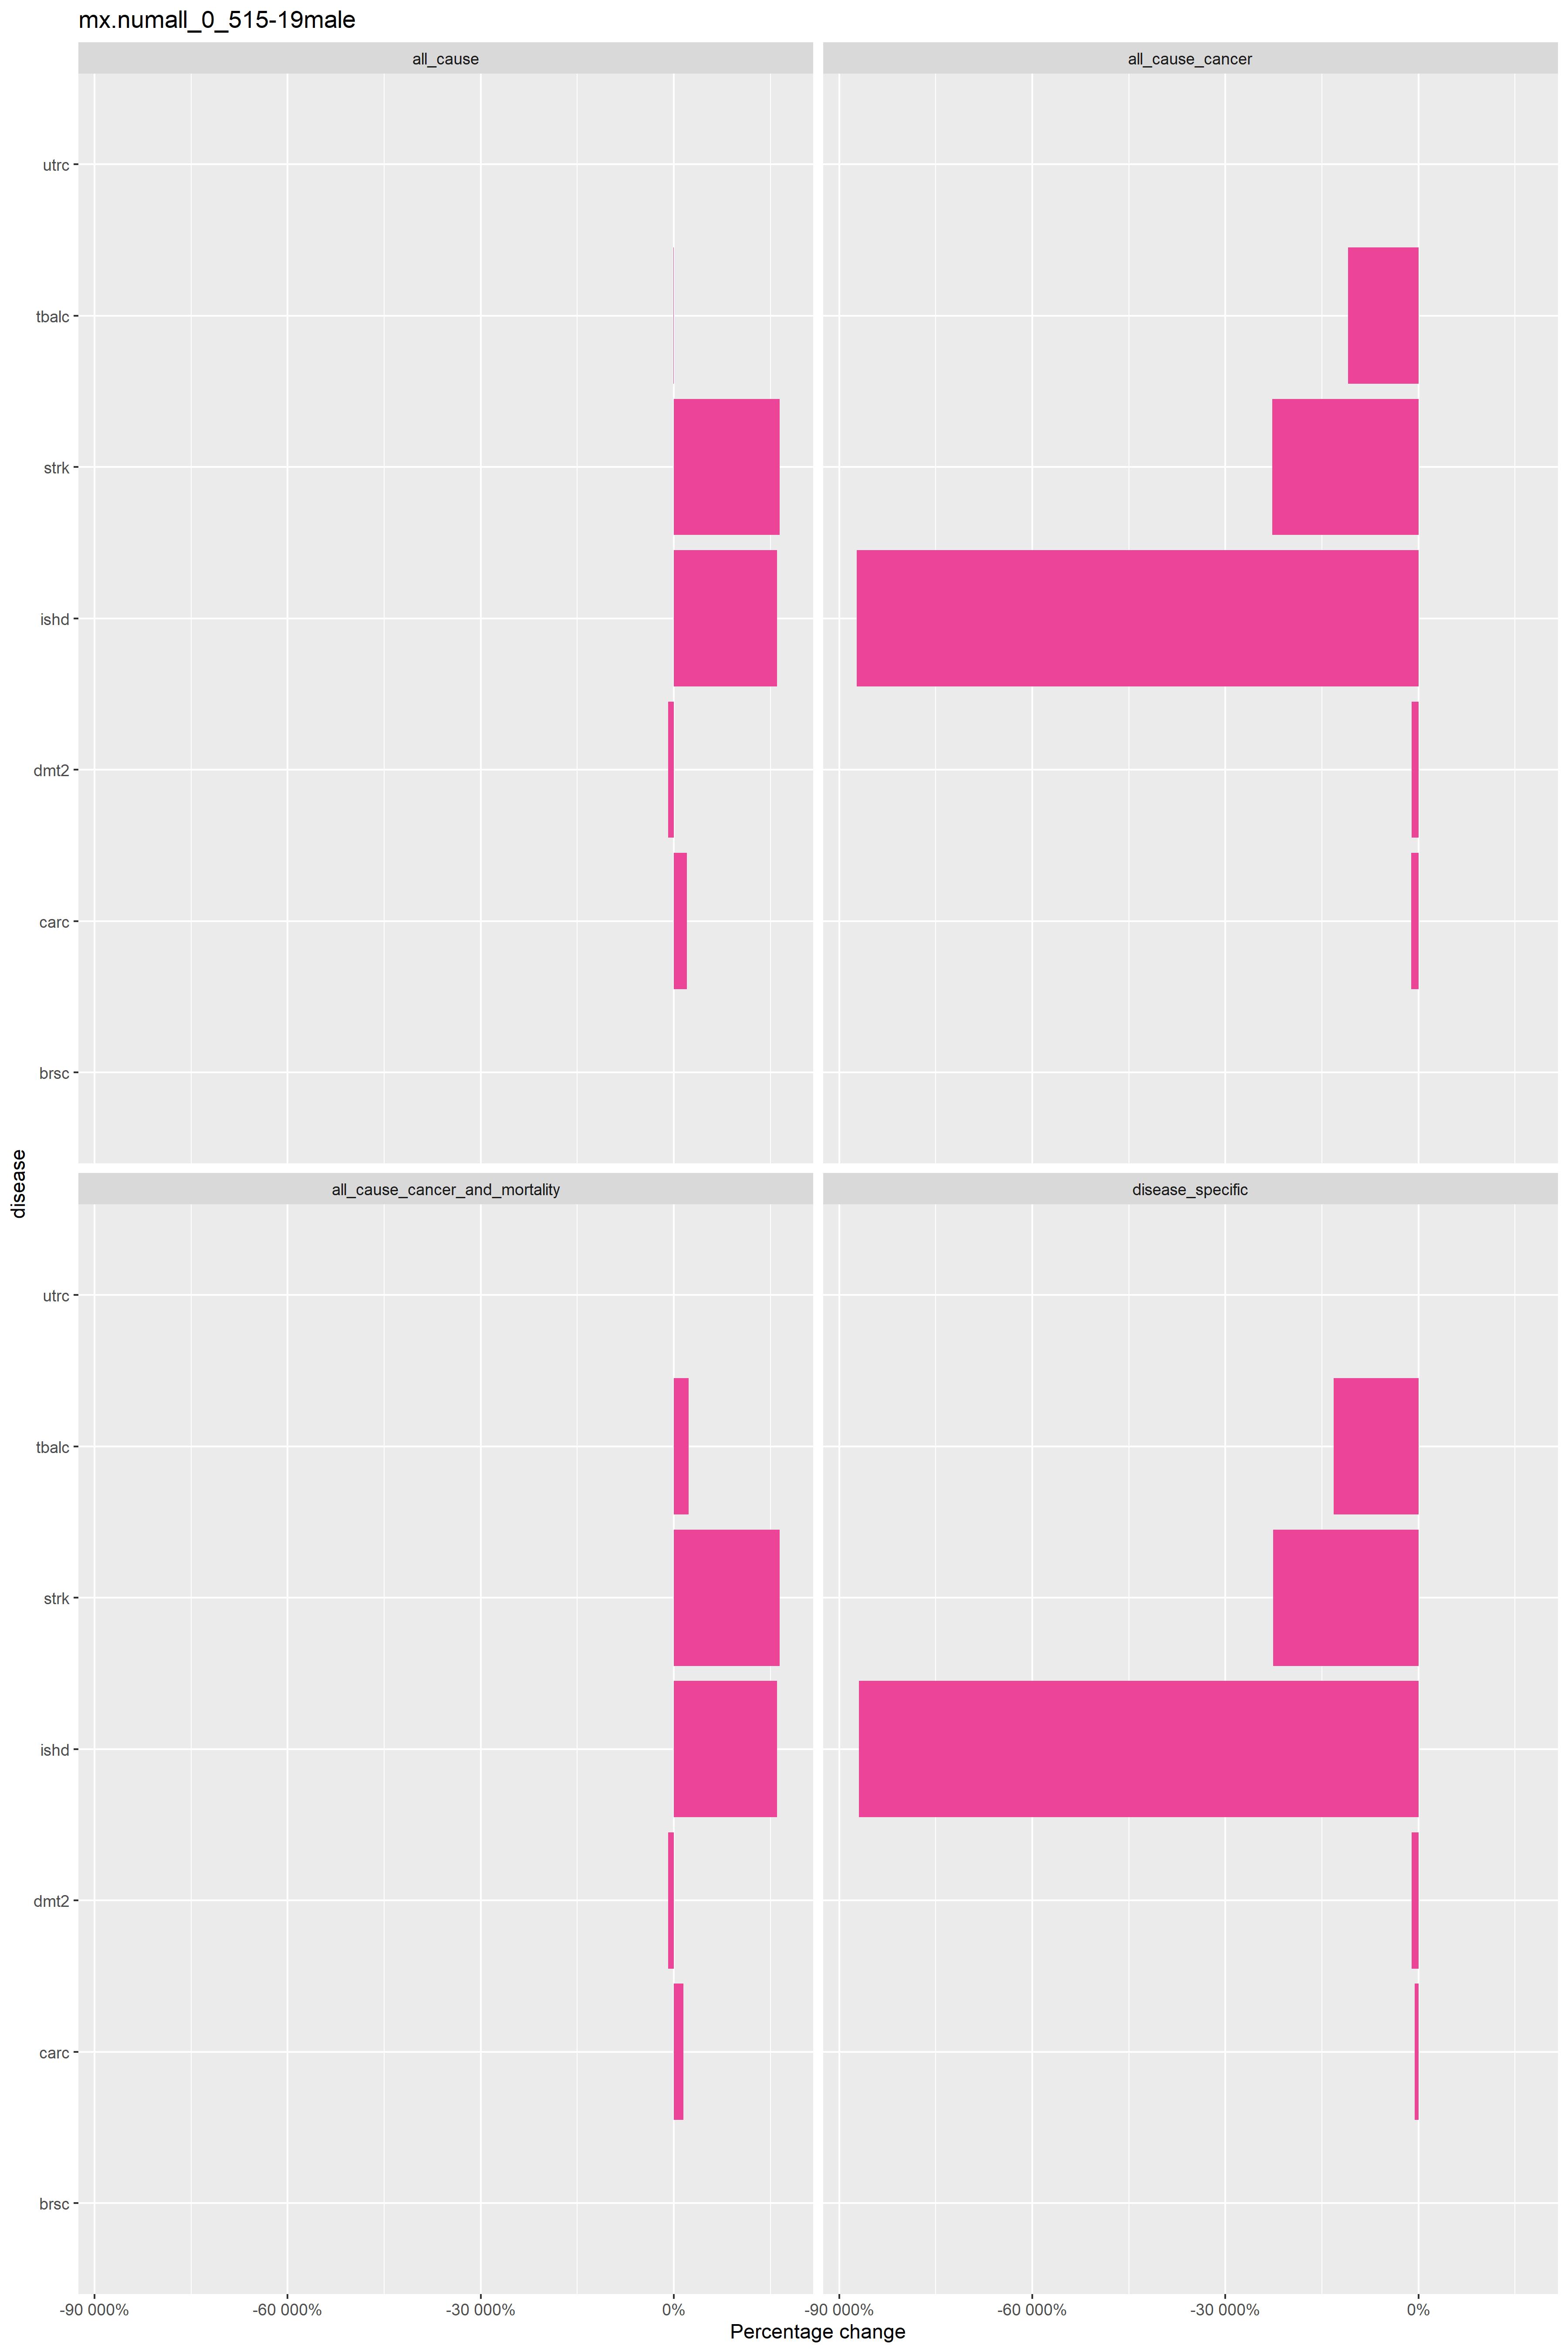 mx.numall_0_515-19male
all_cause
all_cause_cancer
utrc
tbalc
strk
ishd
dmt2
carc
brsc
disease
all_cause_cancer_and_mortality
disease_specific
utrc
tbalc
strk
ishd
dmt2
carc
brsc
-90 000%
-60 000%
-30 000%
0%
-90 000%
-60 000%
-30 000%
0%
Percentage change